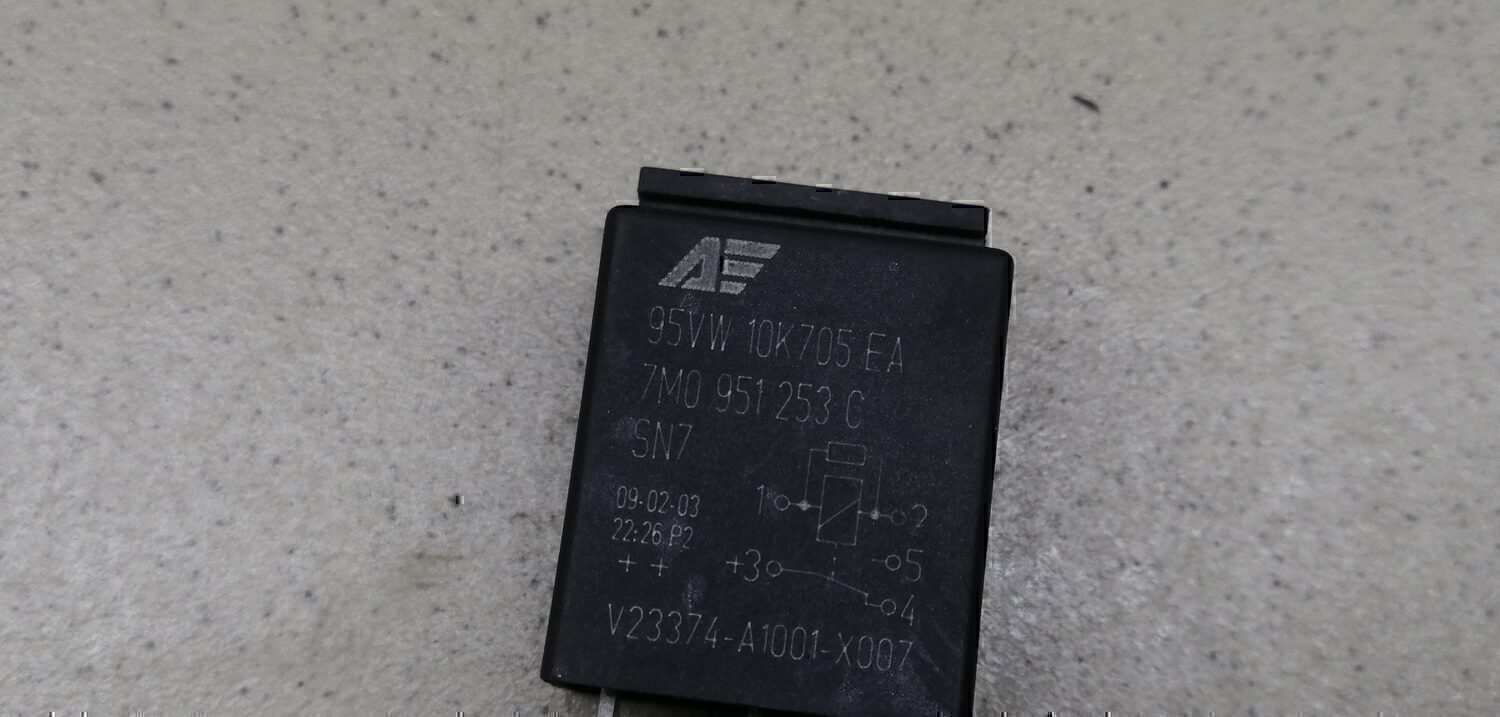 AE
95VW 10K705 EA
7M0 951 253 C
SN7
09-02-03
22:26 P2
+ +
1 2
+3 5
4
V23374-A1001-X007